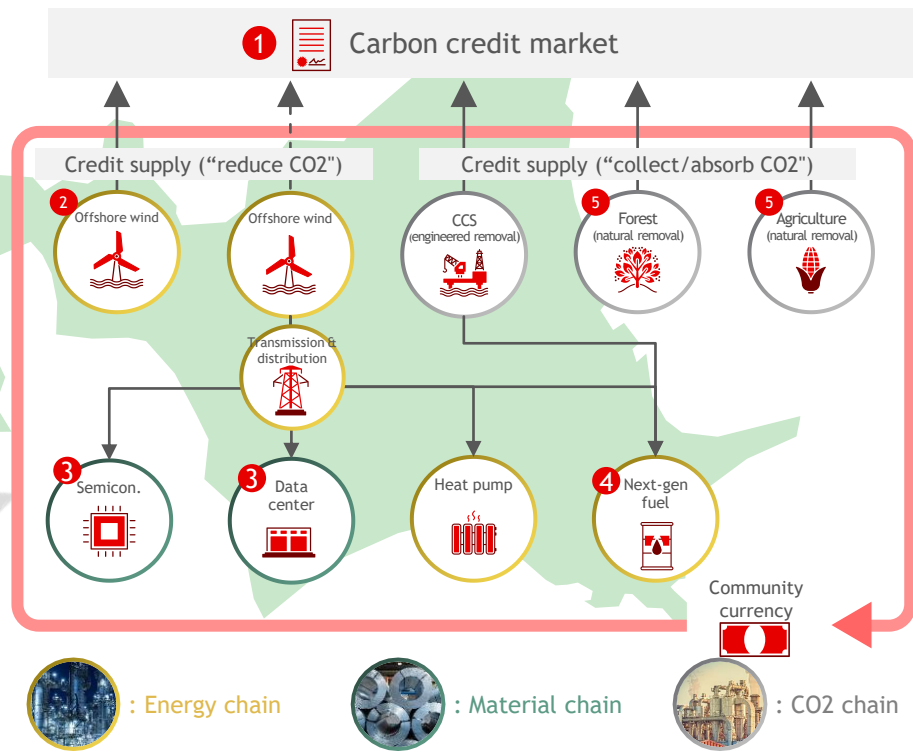 1 Carbon credit market
Credit supply (“reduce CO2")
Credit supply (“collect/absorb CO2")
2
Offshore wind
Offshore wind
CCS
(engineered removal)
5
Forest
(natural removal)
5
Agriculture
(natural removal)
Transmission &
distribution
3
Semicon.
3
Data
center
Heat pump
4
Next-gen
fuel
Community
currency
: Energy chain
: Material chain
: CO2 chain